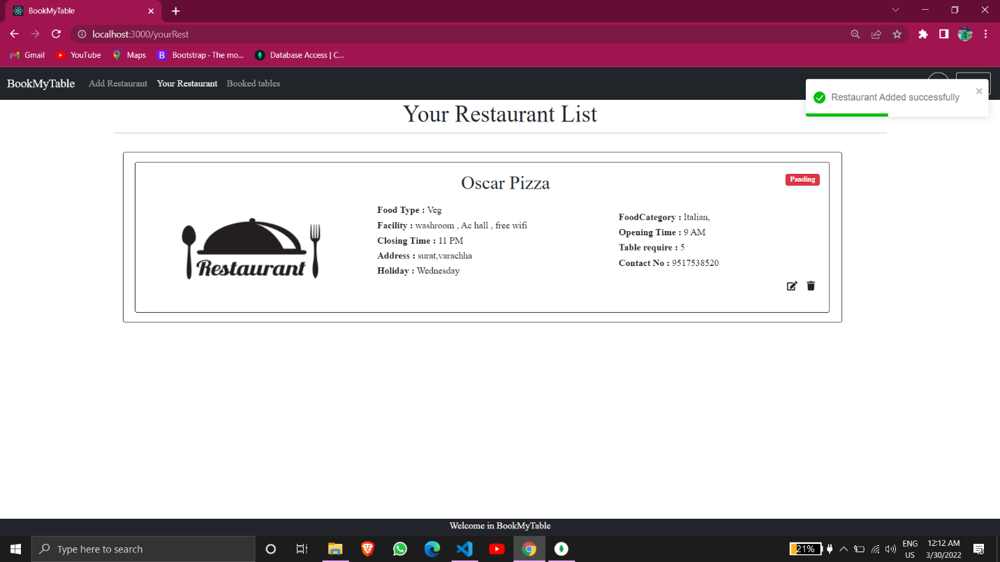 BookMyTable
localhost:3000/yourRest
Gmail YouTube Maps B Bootstrap · The mo... Database Access | C...
BookMyTable Add Restaurant Your Restaurant Booked tables
Restaurant Added successfully
Your Restaurant List
Oscar Pizza
Panding
Restaurant
Food Type : Veg
Facility : washroom , Ac hall , free wifi
Closing Time : 11 PM
Address : surat,varachha
Holiday : Wednesday
FoodCategory : Italian,
Opening Time : 9 AM
Table require : 5
Contact No : 9517538520
Welcome in BookMyTable
Type here to search
21%
ENG
US
12:12 AM
3/30/2022